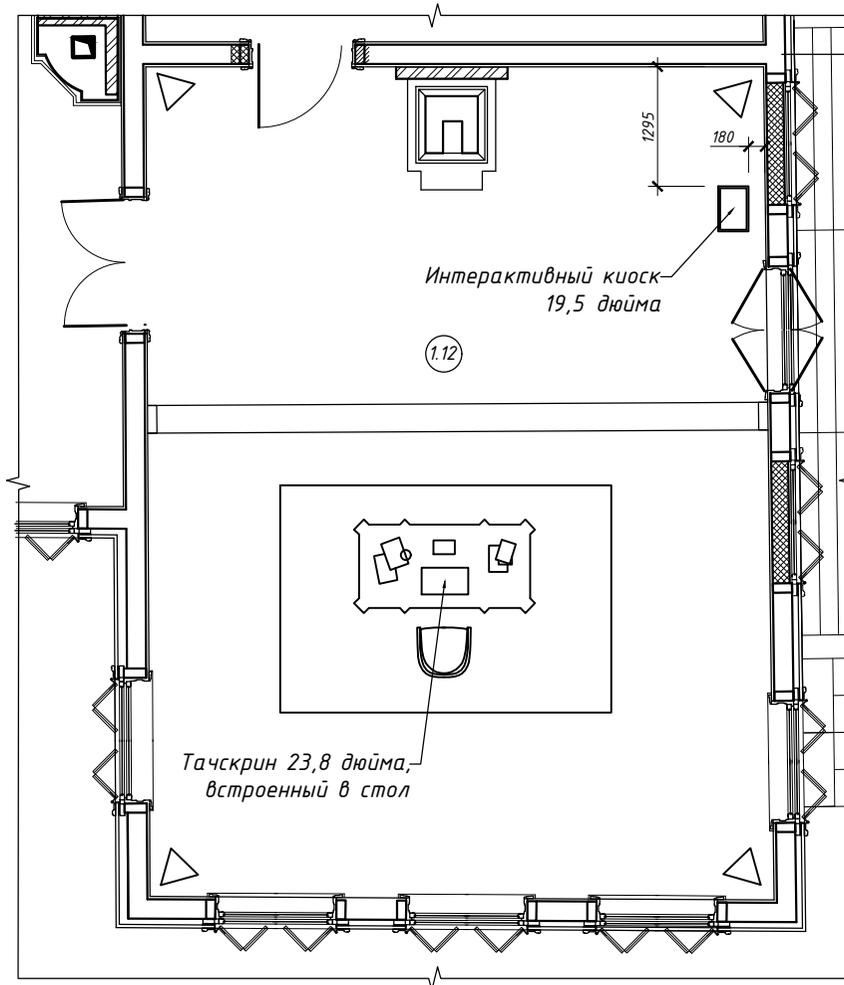 1295
180
Интерактивный киоск
19,5 дюйма
1.12
Тачскрин 23,8 дюйма,
встроенный в стол